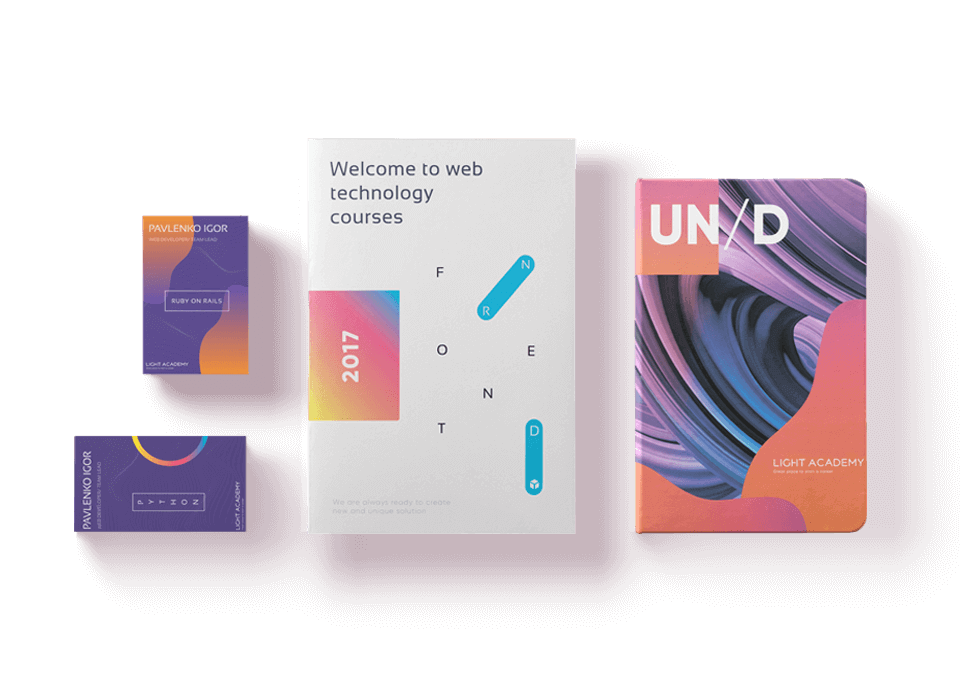 PAVLENKO IGOR
WEB DEVELOPER/ TEAM LEAD
RUBY ON RAILS
LIGHT ACADEMY
PAVLENKO IGOR
WEB DEVELOPER/ TEAM LEAD
PYTHON
LIGHT ACADEMY
Welcome to web
technology
courses
2017
F N
R
O E
N
T D
We are always ready to create
new and unique solution
UN/D
LIGHT ACADEMY